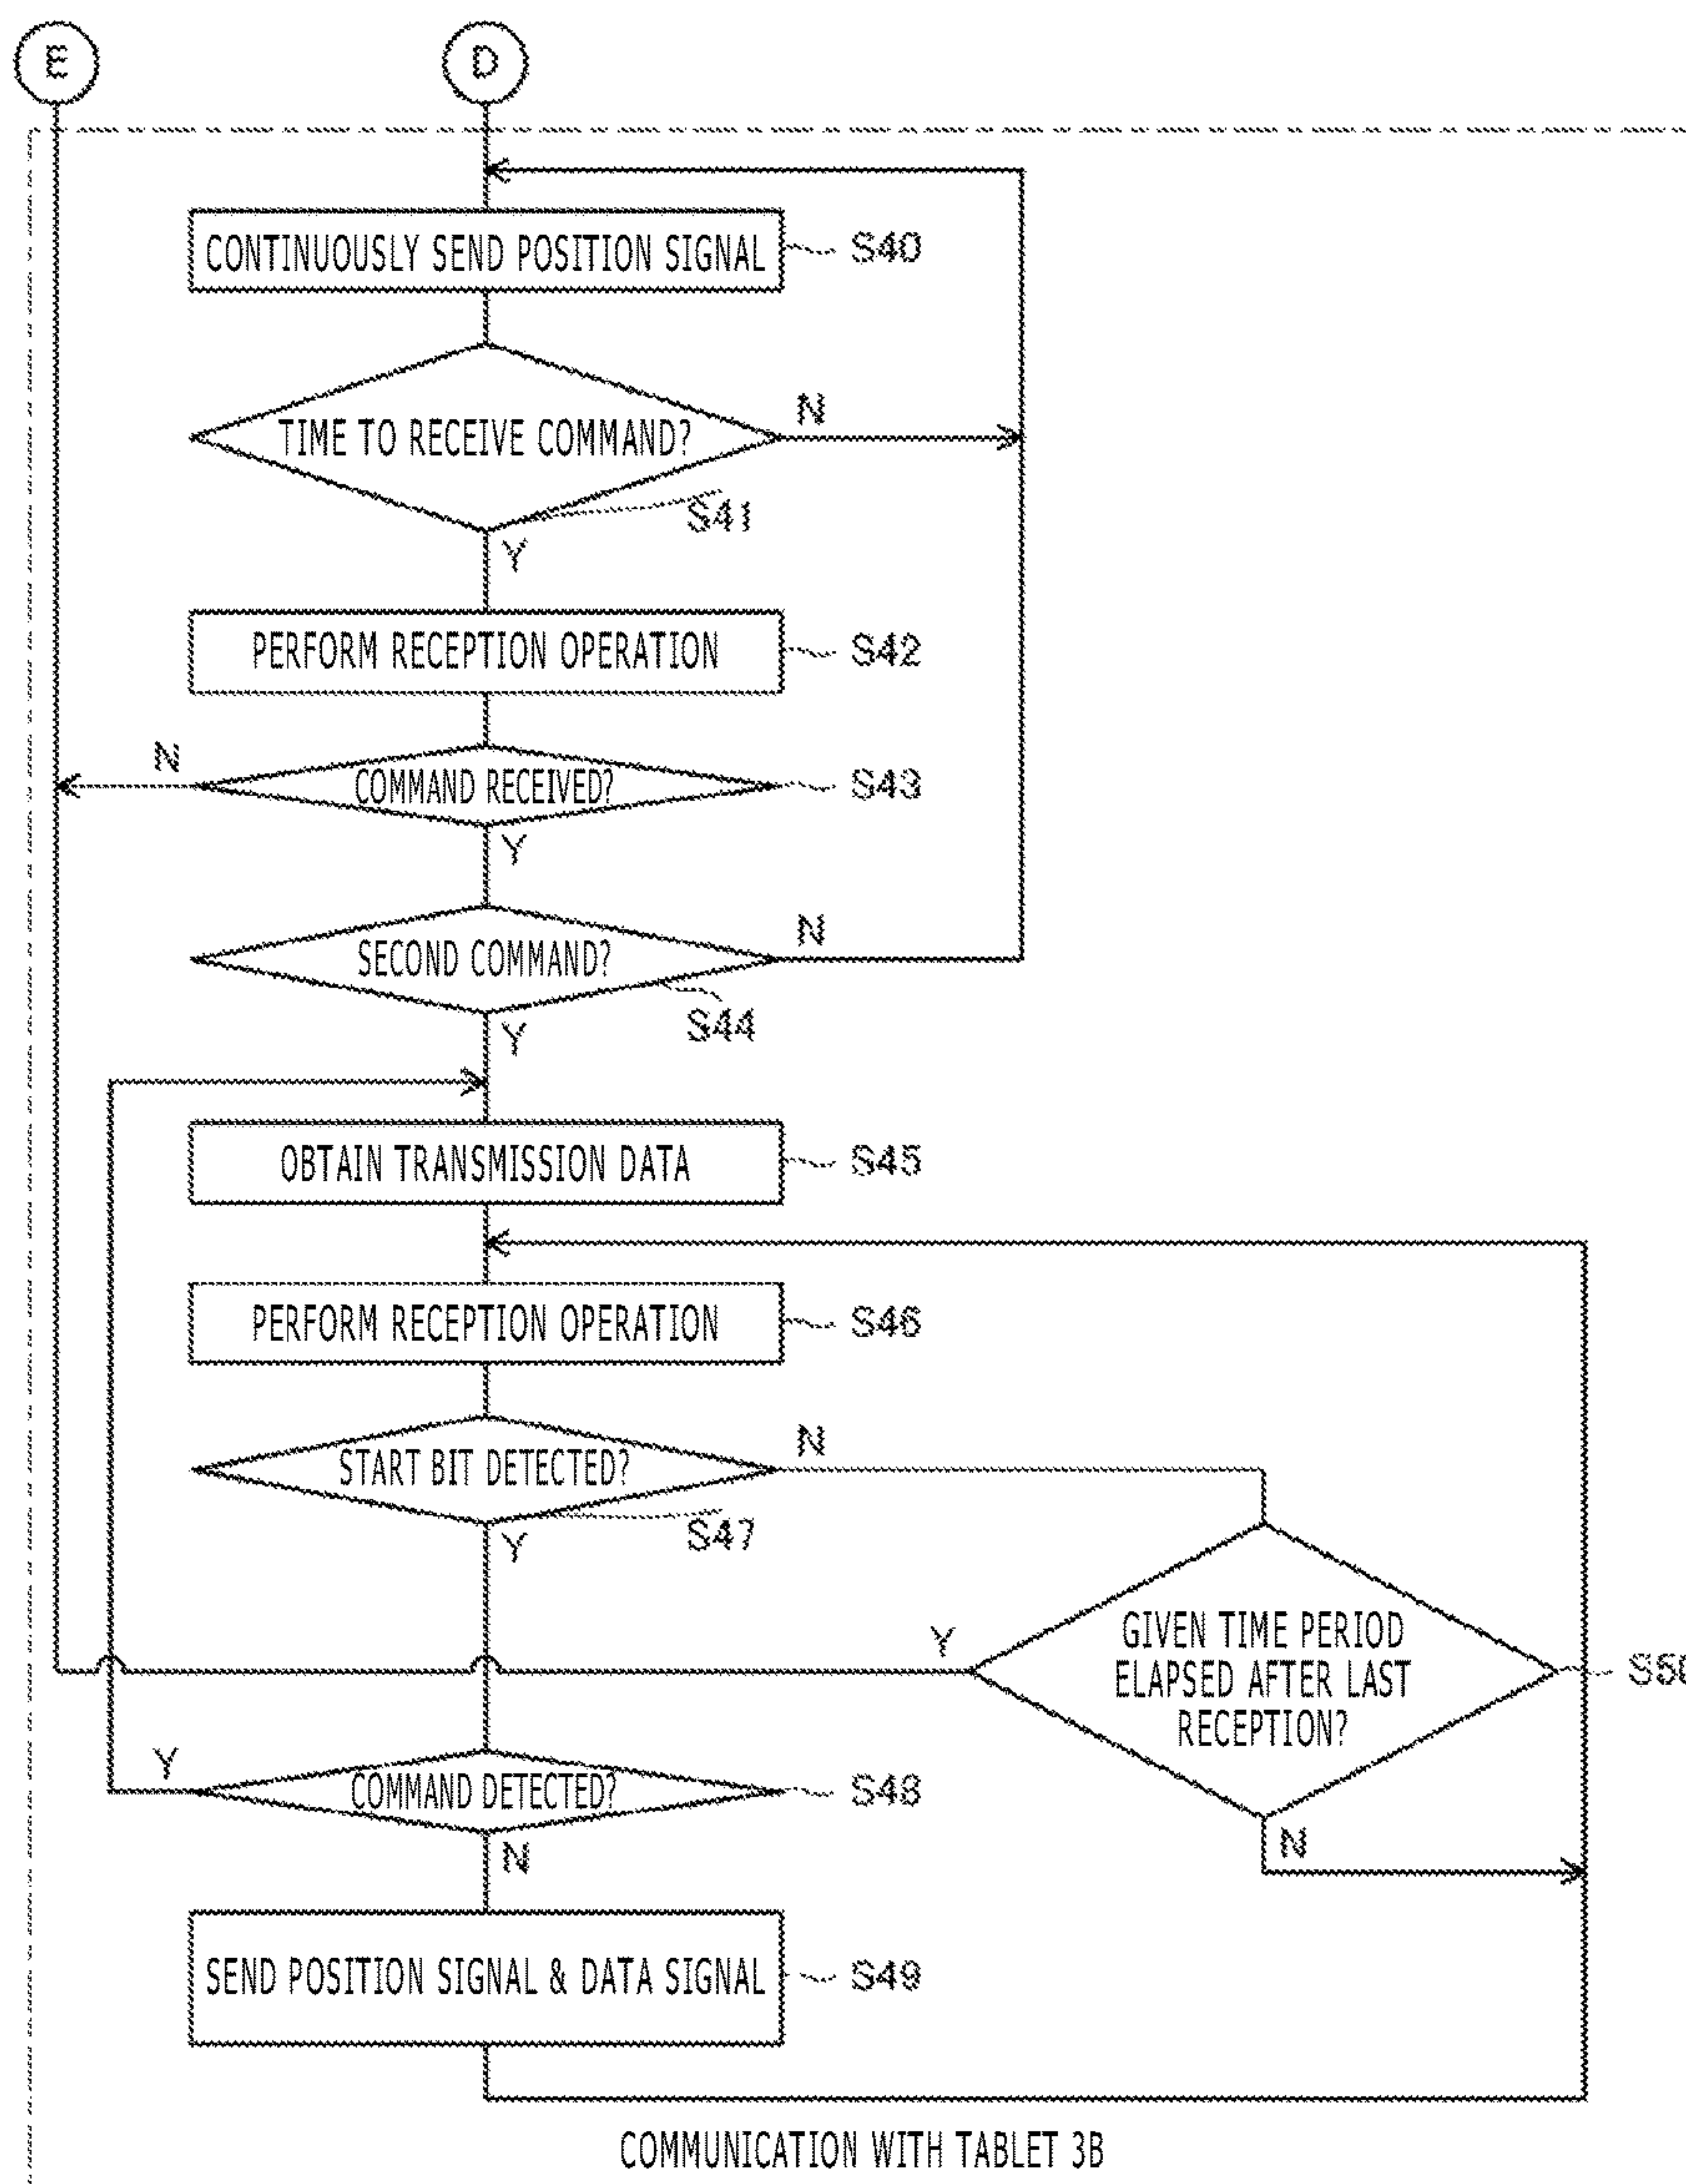 E
D
CONTINUOUSLY SEND POSITION SIGNAL
S40
TIME TO RECEIVE COMMAND?
N
S41
Y
PERFORM RECEPTION OPERATION
S42
N
COMMAND RECEIVED?
S43
Y
SECOND COMMAND?
N
S44
Y
OBTAIN TRANSMISSION DATA
S45
PERFORM RECEPTION OPERATION
S46
START BIT DETECTED?
N
S47
Y
Y
GIVEN TIME PERIOD
ELAPSED AFTER LAST
RECEPTION?
S50
Y
COMMAND DETECTED?
S48
N
N
SEND POSITION SIGNAL & DATA SIGNAL
S49
COMMUNICATION WITH TABLET 3B